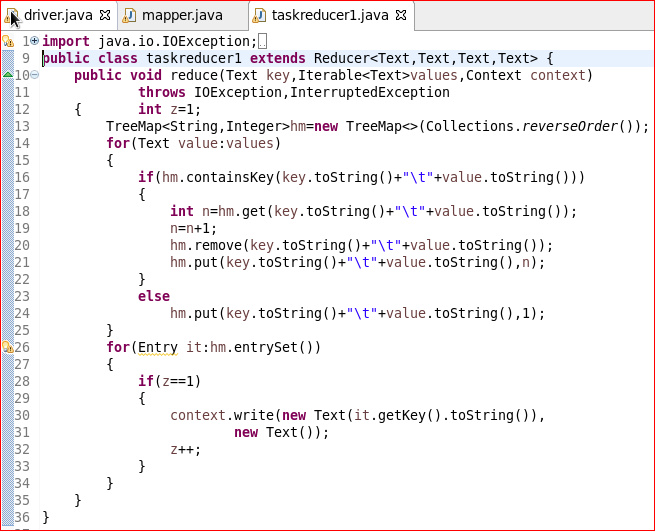 driver.java mapper.java taskreducer1.java
1 import java.io.IOException;
9 public class taskreducer1 extends Reducer<Text,Text,Text,Text> {
10     public void reduce(Text key,Iterable<Text>values,Context context)
11             throws IOException,InterruptedException
12     {       int z=1;
13         TreeMap<String,Integer>hm=new TreeMap<>(Collections.reverseOrder());
14         for(Text value:values)
15         {
16             if(hm.containsKey(key.toString()+"\t"+value.toString()))
17             {
18                 int n=hm.get(key.toString()+"\t"+value.toString());
19                 n=n+1;
20                 hm.remove(key.toString()+"\t"+value.toString());
21                 hm.put(key.toString()+"\t"+value.toString(),n);
22             }
23             else
24                 hm.put(key.toString()+"\t"+value.toString(),1);
25         }
26         for(Entry it:hm.entrySet())
27         {
28             if(z==1)
29             {
30                 context.write(new Text(it.getKey().toString()),
31                         new Text());
32                 z++;
33             }
34         }
35     }
36 }